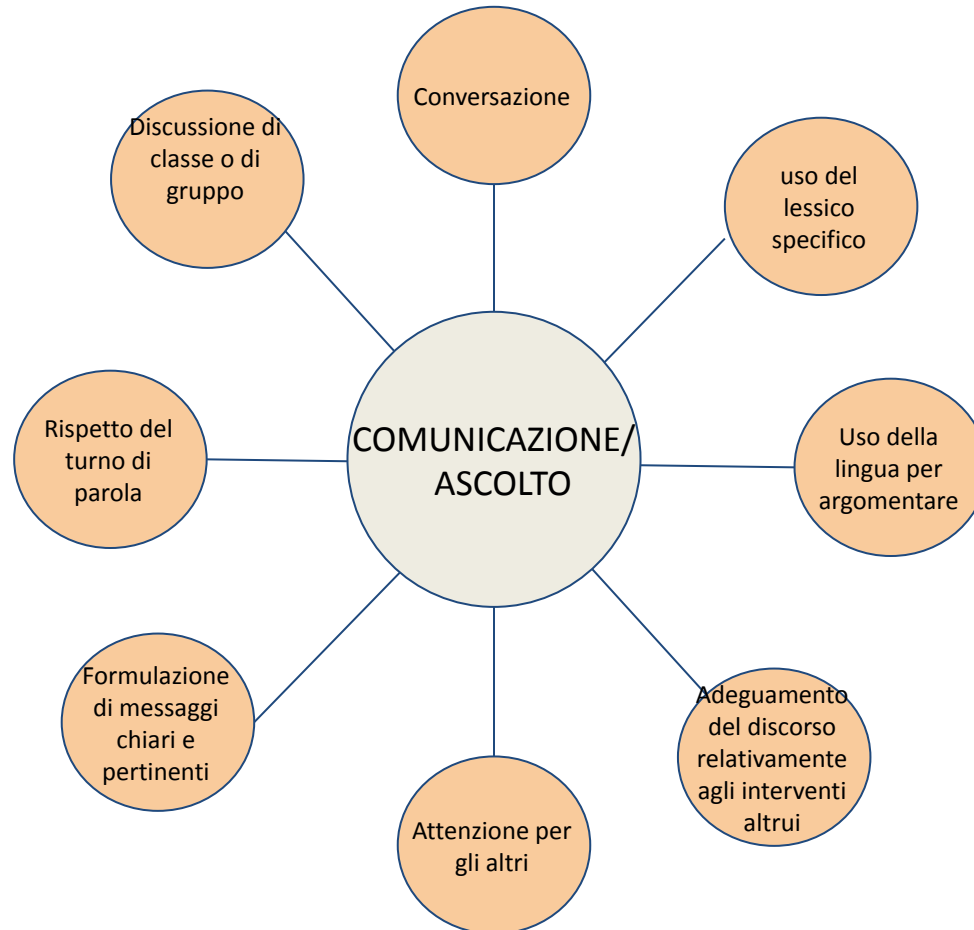 Conversazione
Discussione di
classe o di
gruppo
uso del
lessico
specifico
COMUNICAZIONE/
ASCOLTO
Rispetto del
turno di
parola
Uso della
lingua per
argomentare
Formulazione
di messaggi
chiari e
pertinenti
Adeguamento
del discorso
relativamente
agli interventi
altrui
Attenzione per
gli altri